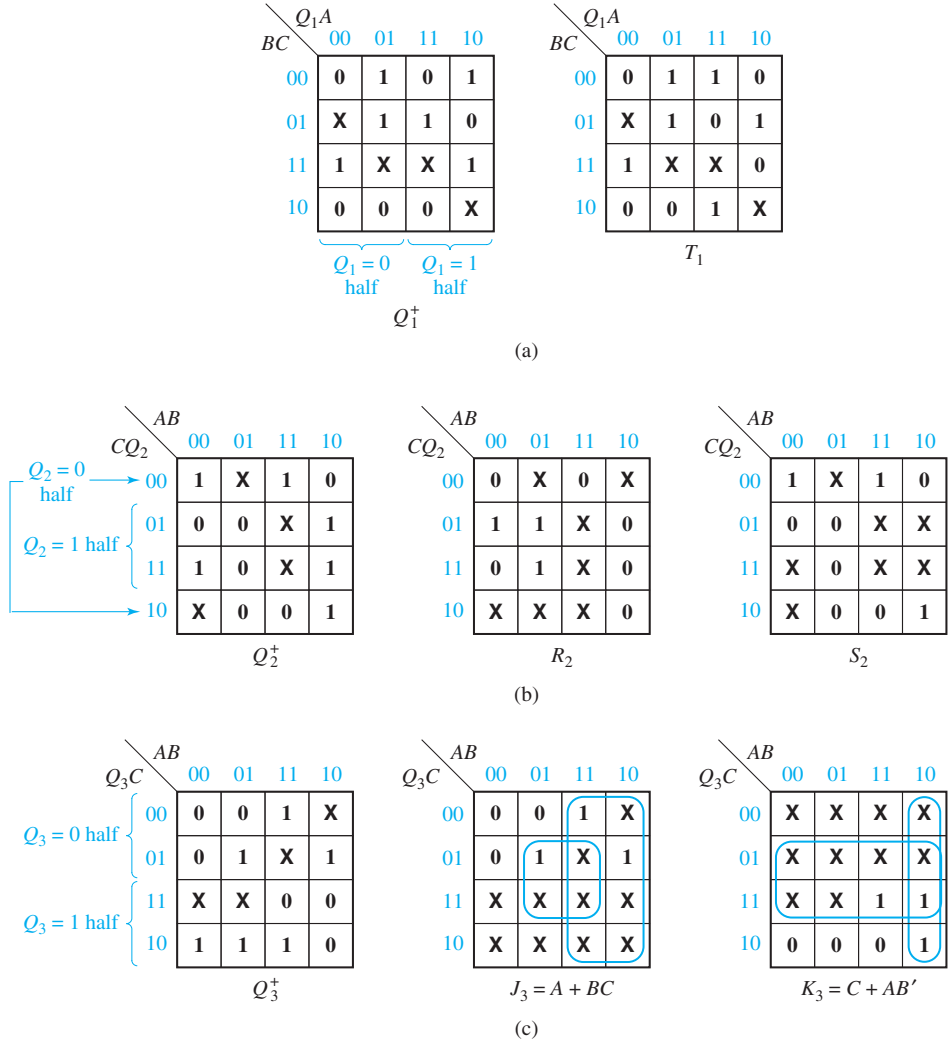 Q₁A Q₁A
BC 00 01 11 10 BC 00 01 11 10
00 0 1 0 1 00 0 1 1 0
01 X 1 1 0 01 X 1 0 1
11 1 X X 1 11 1 X X 0
10 0 0 0 X 10 0 0 1 X
Q₁ = 0 half Q₁ = 1 half T₁
Q₁⁺
(a)
AB AB AB
CQ₂ 00 01 11 10 CQ₂ 00 01 11 10 CQ₂ 00 01 11 10
Q₂ = 0 half 00 1 X 1 0 00 0 X 0 X 00 1 X 1 0
01 0 0 X 1 01 1 1 X 0 01 0 0 X X
Q₂ = 1 half
11 1 0 X 1 11 0 1 X 0 11 X 0 X X
10 X 0 0 1 10 X X X 0 10 X 0 0 1
Q₂⁺ R₂ S₂
(b)
AB AB AB
Q₃C 00 01 11 10 Q₃C 00 01 11 10 Q₃C 00 01 11 10
00 0 0 1 X 00 0 0 1 X 00 X X X X
Q₃ = 0 half
01 0 1 X 1 01 0 1 X 1 01 X X X X
11 X X 0 0 11 X X X X 11 X X 1 1
Q₃ = 1 half
10 1 1 1 0 10 X X X X 10 0 0 0 1
Q₃⁺ J₃ = A + BC K₃ = C + AB′
(c)